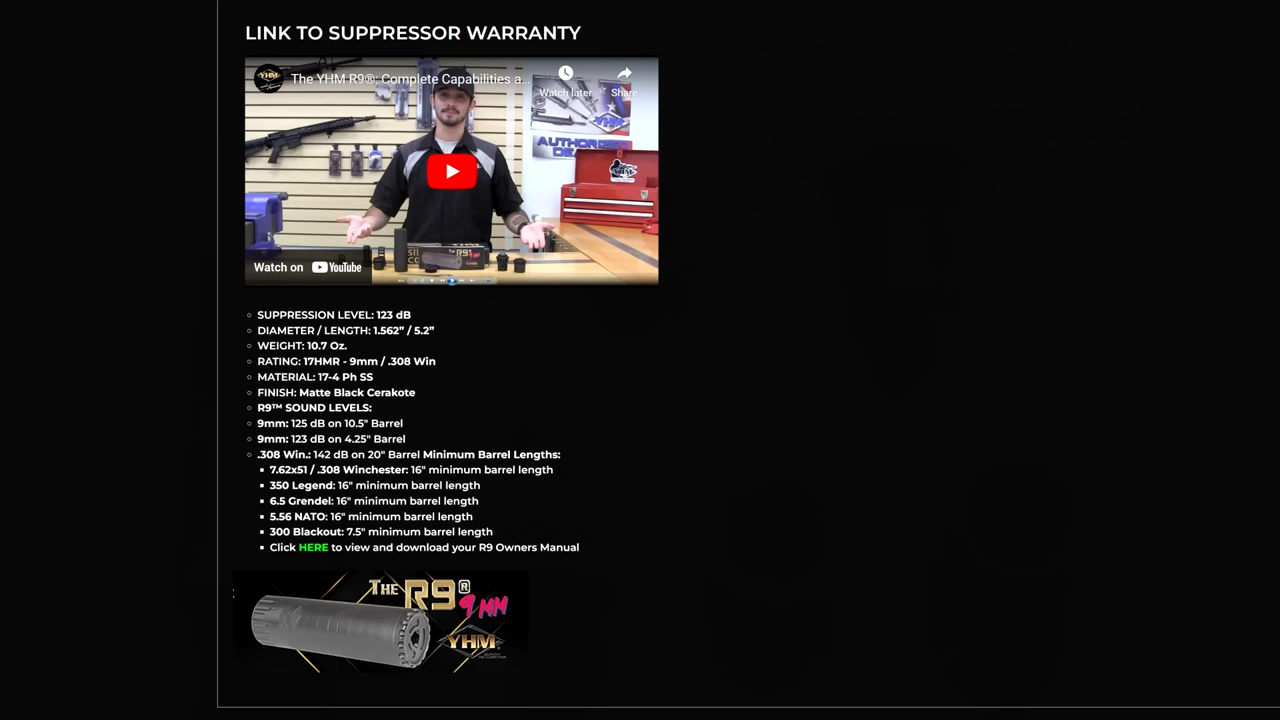 LINK TO SUPPRESSOR WARRANTY
YHM
The YHM R9®: Complete Capabilities a...
Watch later
Share
YHM
AUTHORIZED
YHM
THE R9®
Watch on YouTube
SUPPRESSION LEVEL: 123 dB
DIAMETER / LENGTH: 1.562” / 5.2”
WEIGHT: 10.7 Oz.
RATING: 17HMR - 9mm / .308 Win
MATERIAL: 17-4 Ph SS
FINISH: Matte Black Cerakote
R9™ SOUND LEVELS:
9mm: 125 dB on 10.5" Barrel
9mm: 123 dB on 4.25" Barrel
.308 Win.: 142 dB on 20" Barrel Minimum Barrel Lengths:
7.62x51 / .308 Winchester: 16" minimum barrel length
350 Legend: 16" minimum barrel length
6.5 Grendel: 16" minimum barrel length
5.56 NATO: 16" minimum barrel length
300 Blackout: 7.5" minimum barrel length
Click HERE to view and download your R9 Owners Manual
THE R9®
9MM
YHM